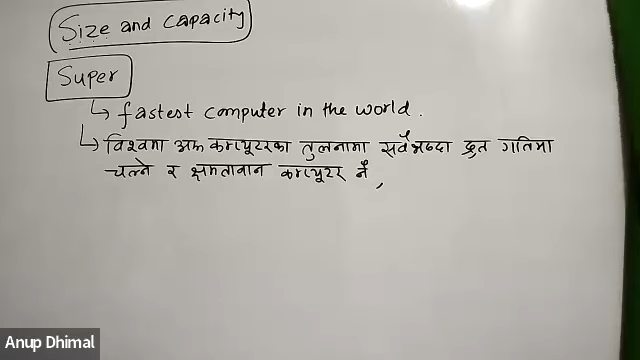 Size and capacity
Super
↳ fastest computer in the world.
↳ विश्वमा अरू कम्प्यूटरका तुलनामा सबैभन्दा द्रुत गतिमा
चल्ने र क्षमतावान कम्प्यूटर नै,
Anup Dhimal